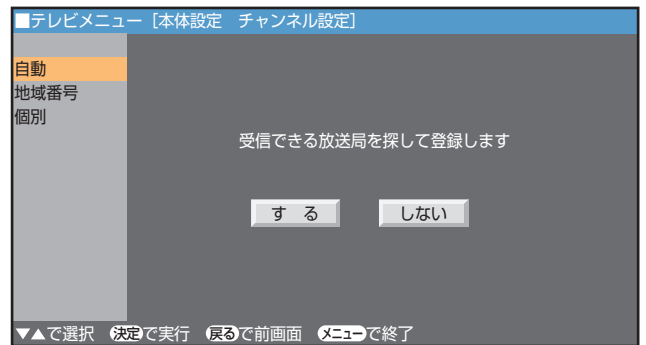 ■テレビメニュー［本体設定　チャンネル設定］
自動
地域番号
個別
受信できる放送局を探して登録します
す　る　しない
▼▲で選択　決定で実行　戻るで前画面　メニューで終了